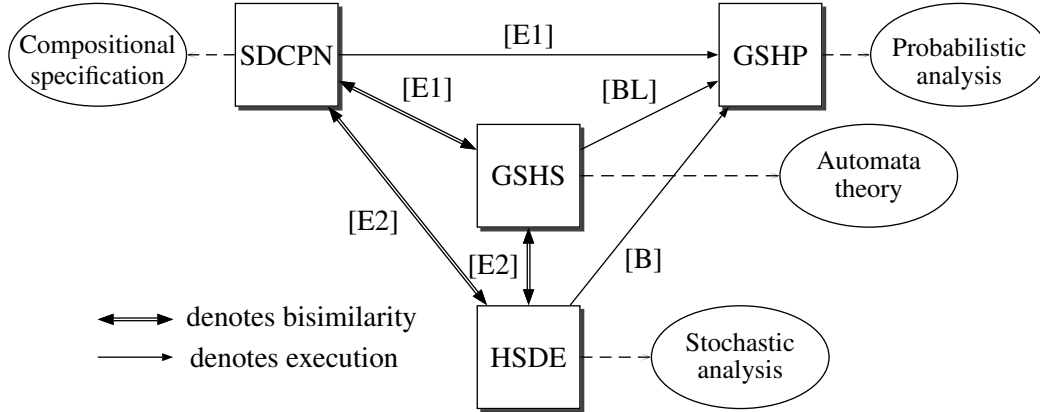 Compositional
specification
SDCPN
[E1]
GSHP
Probabilistic
analysis
[E1]
[BL]
GSHS
Automata
theory
[E2]
[E2]
[B]
denotes bisimilarity
denotes execution
HSDE
Stochastic
analysis